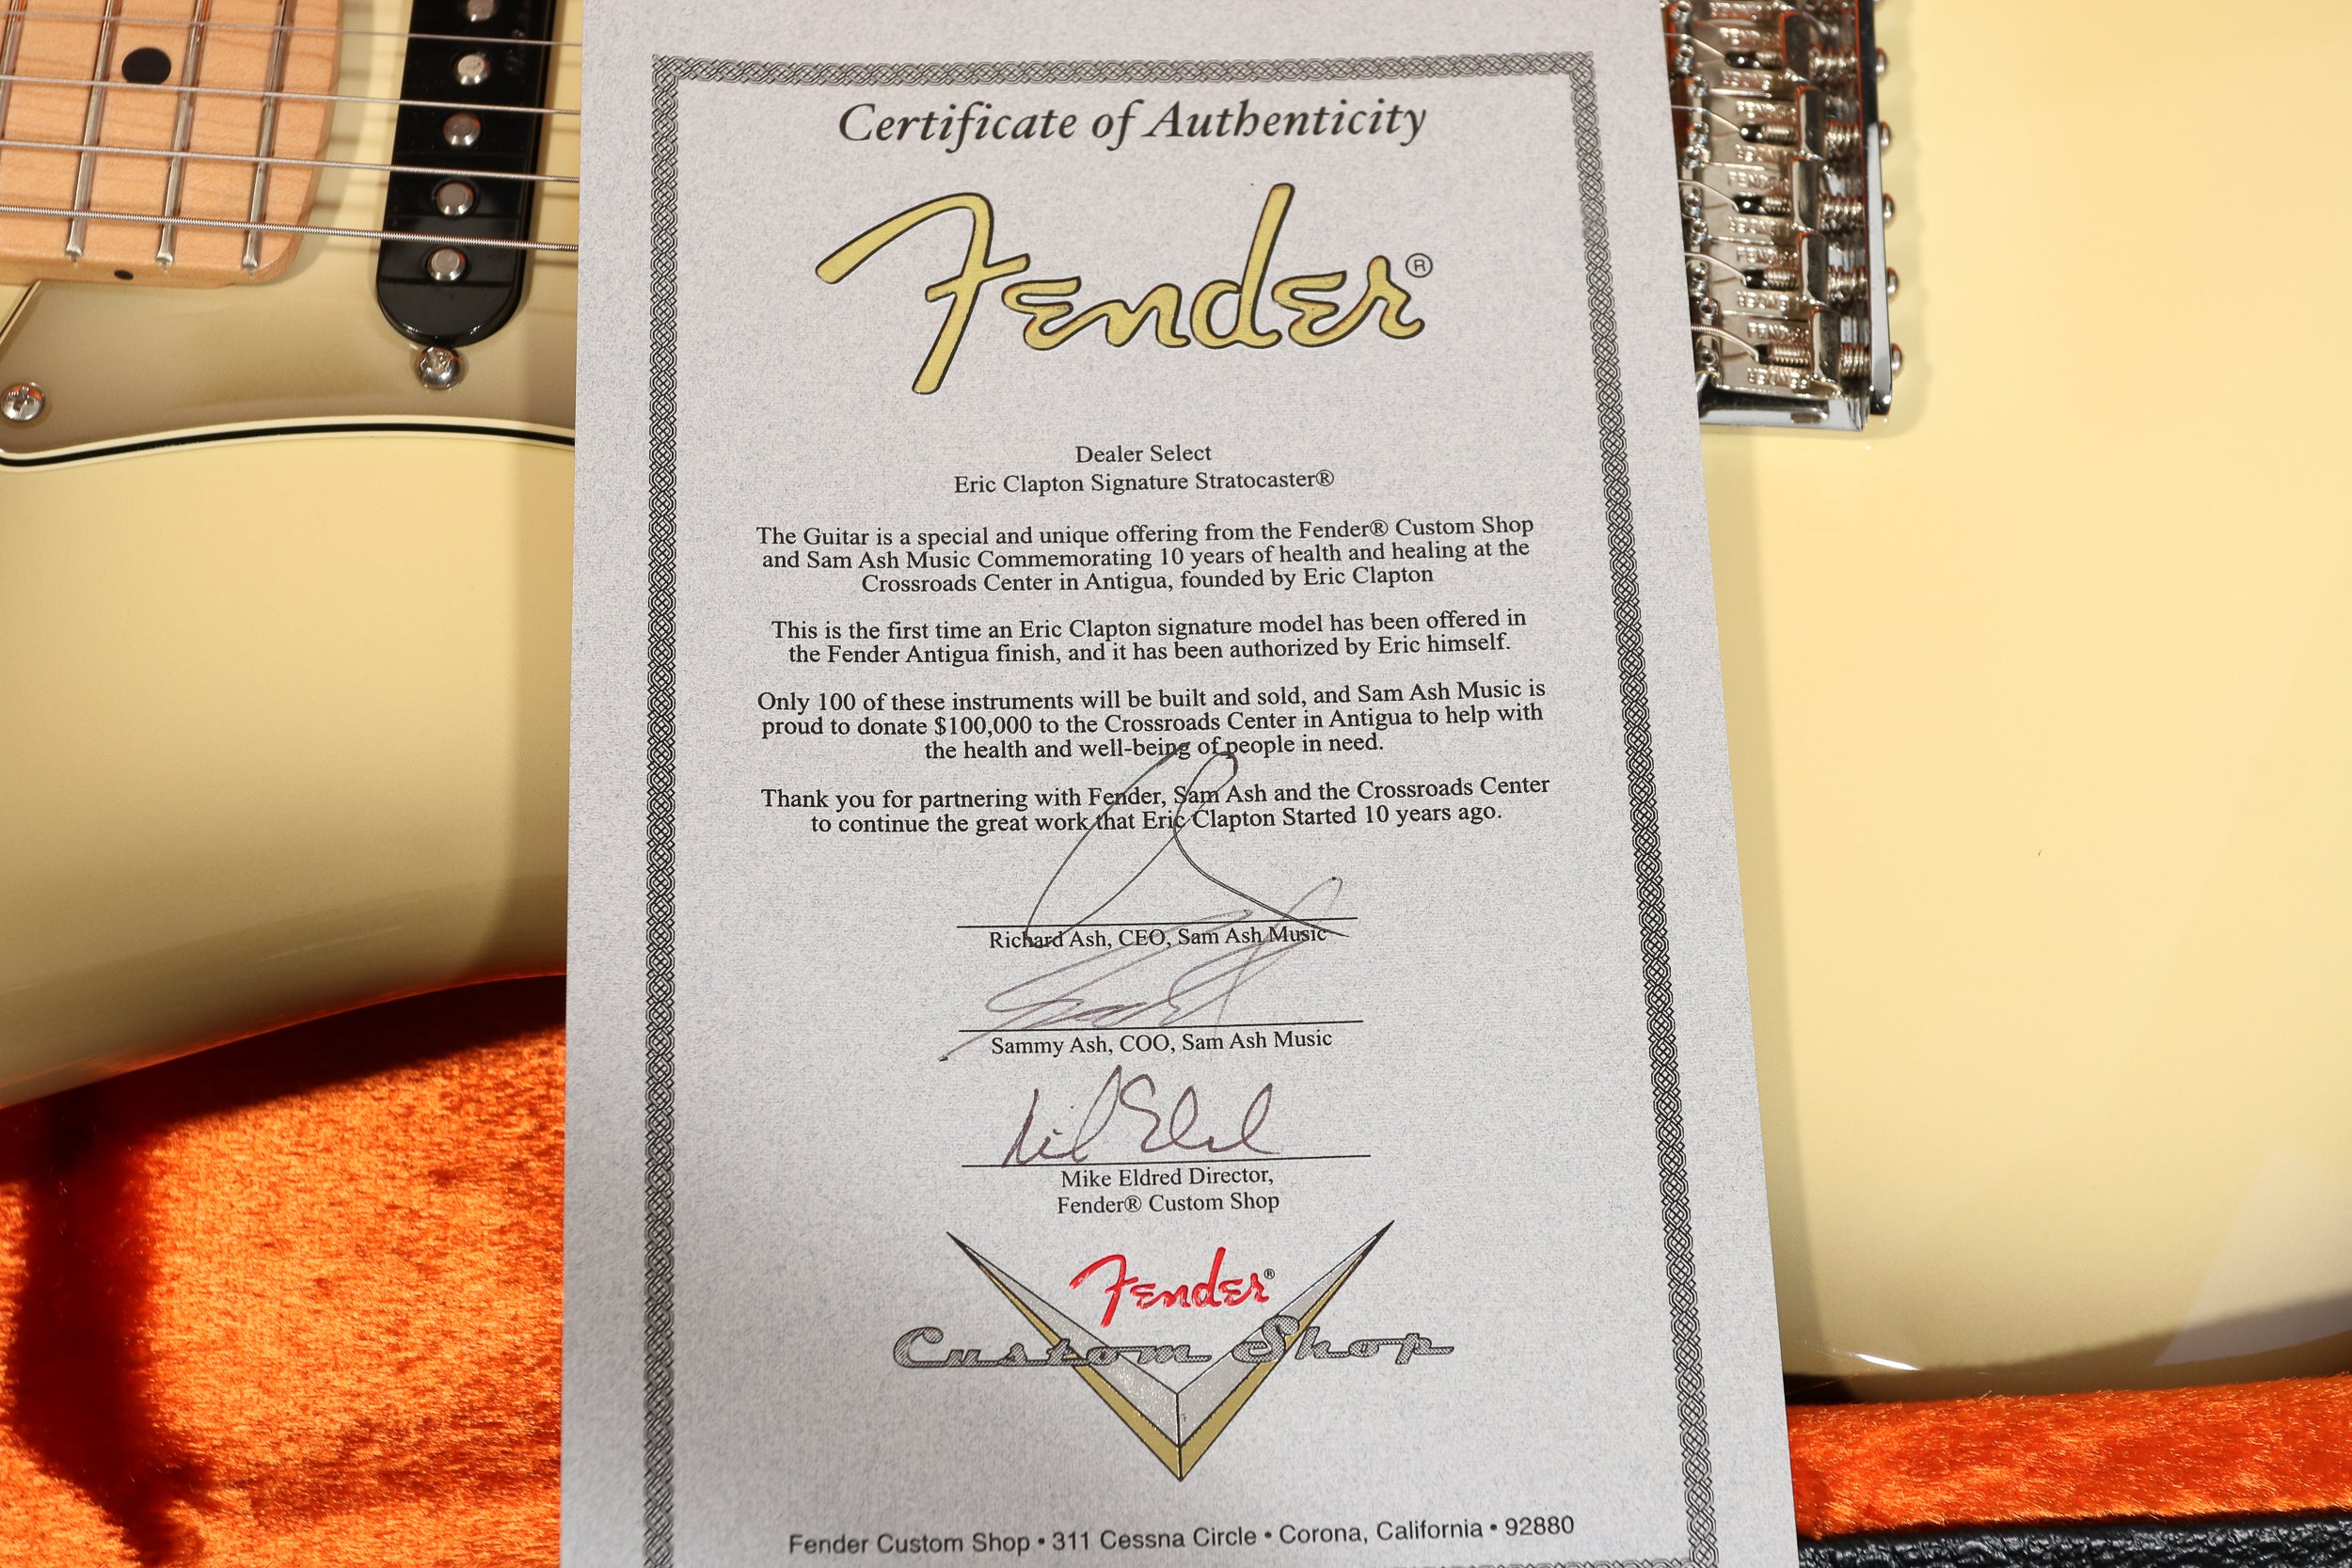 Certificate of Authenticity
Fender®
Dealer Select
Eric Clapton Signature Stratocaster®
The Guitar is a special and unique offering from the Fender® Custom Shop
and Sam Ash Music Commemorating 10 years of health and healing at the
Crossroads Center in Antigua, founded by Eric Clapton
This is the first time an Eric Clapton signature model has been offered in
the Fender Antigua finish, and it has been authorized by Eric himself.
Only 100 of these instruments will be built and sold, and Sam Ash Music is
proud to donate $100,000 to the Crossroads Center in Antigua to help with
the health and well-being of people in need.
Thank you for partnering with Fender, Sam Ash and the Crossroads Center
to continue the great work that Eric Clapton Started 10 years ago.
Richard Ash, CEO, Sam Ash Music
Sammy Ash, COO, Sam Ash Music
Mike Eldred Director,
Fender® Custom Shop
Fender®
Custom Shop
Fender Custom Shop • 311 Cessna Circle • Corona, California • 92880